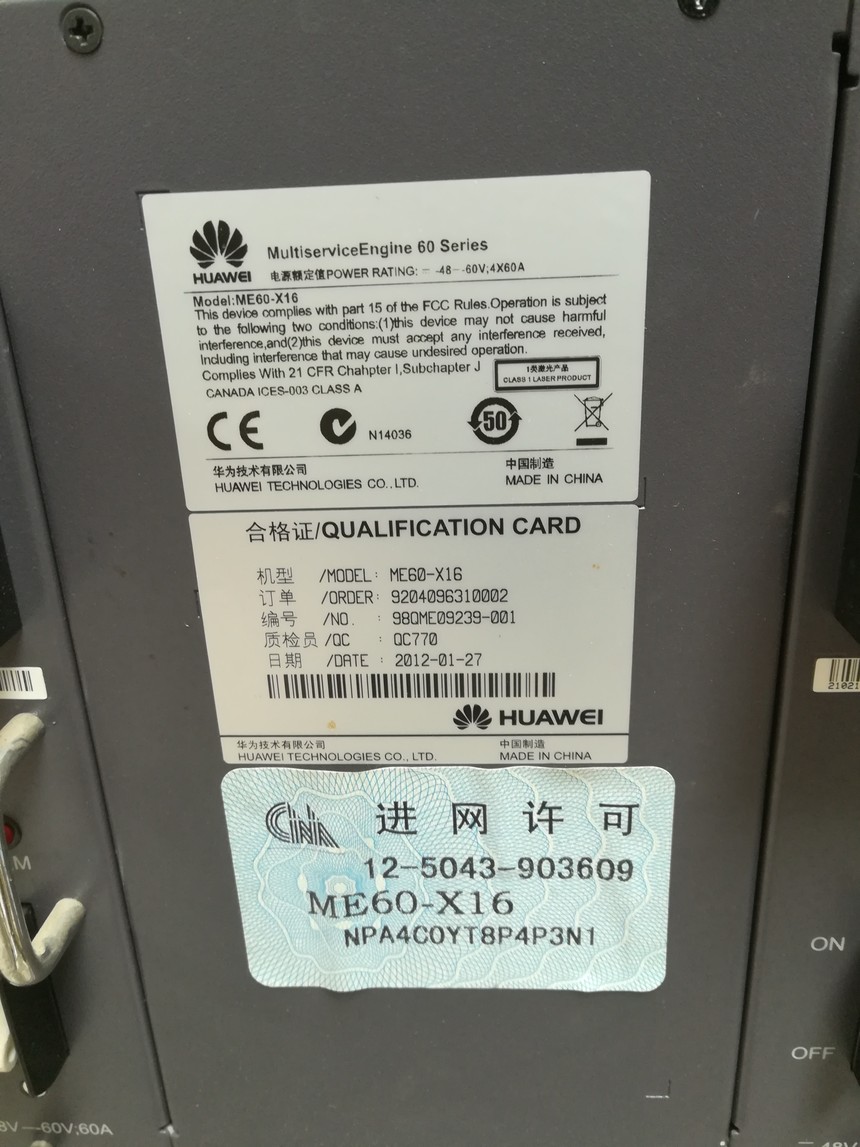 HUAWEI
MultiserviceEngine 60 Series
电源额定值POWER RATING: ⎓ -48--60V;4X60A
Model:ME60-X16
This device complies with part 15 of the FCC Rules.Operation is subject
to the following two conditions:(1)this device may not cause harmful
interference,and(2)this device must accept any interference received,
Including interference that may cause undesired operation.
Complies With 21 CFR Chahpter I,Subchapter J
1类激光产品
CLASS 1 LASER PRODUCT
CANADA ICES-003 CLASS A
CE
N14036
50
华为技术有限公司
HUAWEI TECHNOLOGIES CO.,LTD.
中国制造
MADE IN CHINA
合格证/QUALIFICATION CARD
机型 /MODEL: ME60-X16
订单 /ORDER: 9204096310002
编号 /NO. : 98QME09239-001
质检员 /QC : QC770
日期 /DATE : 2012-01-27
HUAWEI
华为技术有限公司
HUAWEI TECHNOLOGIES CO., LTD.
中国制造
MADE IN CHINA
CNA 进网许可
12-5043-903609
ME60-X16
NPA4C0YT8P4P3N1
21021
M
ON
OFF
8V—-60V;60A